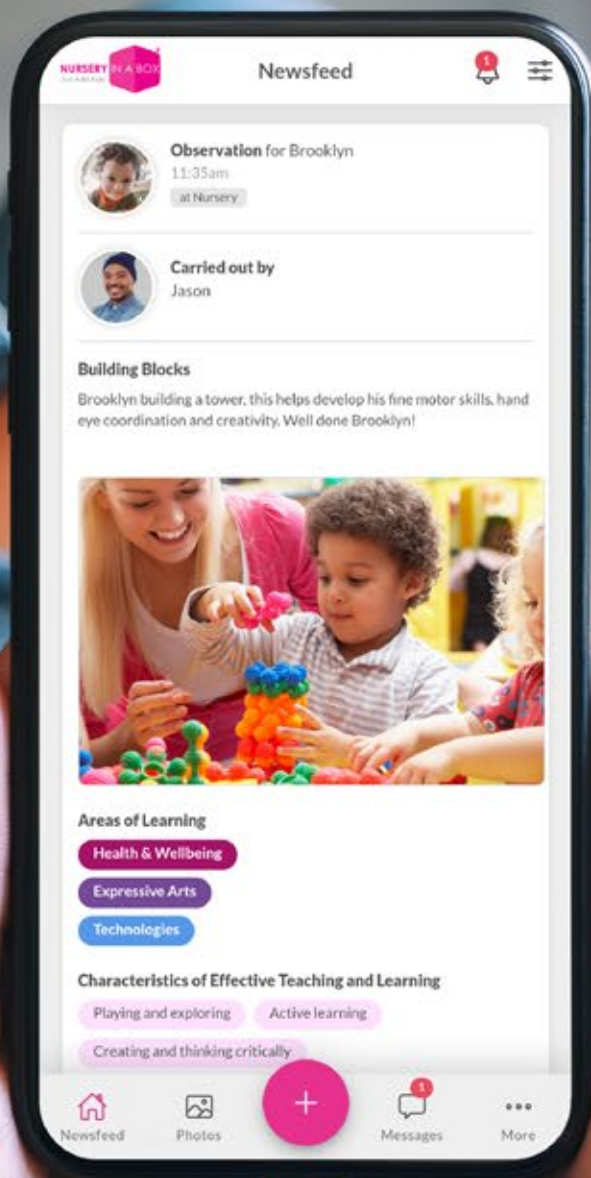 NURSERY IN A BOX
Newsfeed
1
Observation for Brooklyn
11:35am
at Nursery
Carried out by
Jason
Building Blocks
Brooklyn building a tower, this helps develop his fine motor skills, hand
eye coordination and creativity. Well done Brooklyn!
Areas of Learning
Health & Wellbeing
Expressive Arts
Technologies
Characteristics of Effective Teaching and Learning
Playing and exploring Active learning
Creating and thinking critically
1
Newsfeed Photos + Messages More